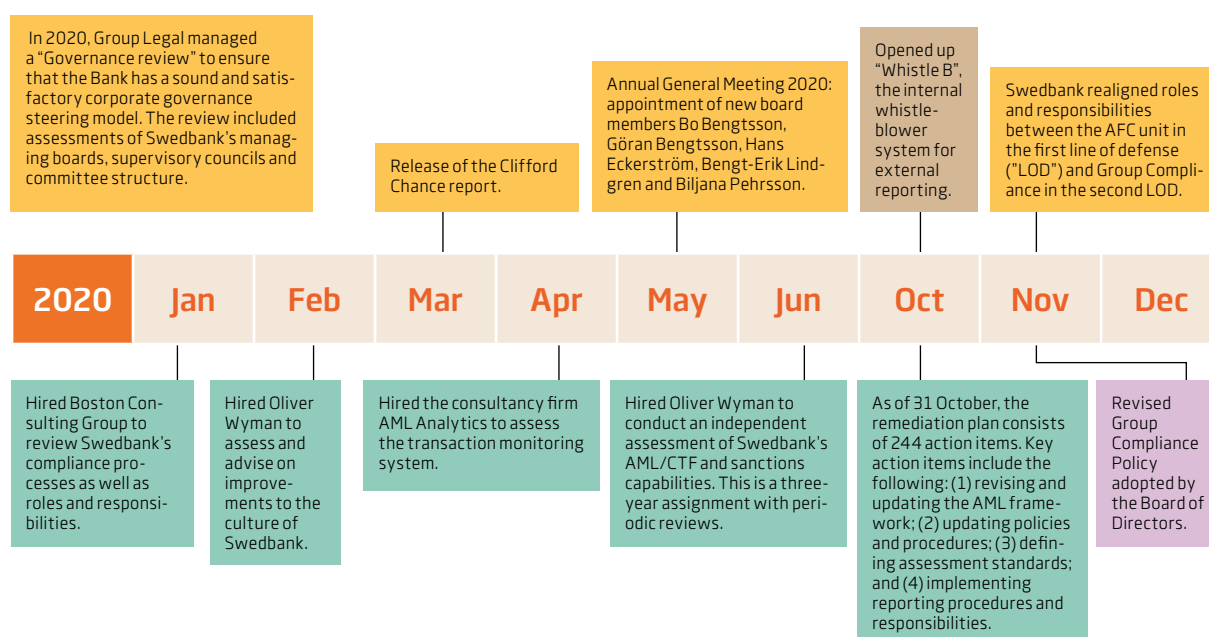 In 2020, Group Legal managed
a “Governance review” to ensure
that the Bank has a sound and satis-
factory corporate governance
steering model. The review included
assessments of Swedbank’s manag-
ing boards, supervisory councils and
committee structure.
Release of the Clifford
Chance report.
Annual General Meeting 2020:
appointment of new board
members Bo Bengtsson,
Göran Bengtsson, Hans
Eckerström, Bengt-Erik Lind-
gren and Biljana Pehrsson.
Opened up
“Whistle B”,
the internal
whistle-
blower
system for
external
reporting.
Swedbank realigned roles
and responsibilities
between the AFC unit in
the first line of defense
("LOD") and Group Compli-
ance in the second LOD.
2020 Jan Feb Mar Apr May Jun Oct Nov Dec
Hired Boston Con-
sulting Group to
review Swedbank’s
compliance pro-
cesses as well as
roles and responsi-
bilities.
Hired Oliver
Wyman to
assess and
advise on
improve-
ments to the
culture of
Swedbank.
Hired the consultancy firm
AML Analytics to assess
the transaction monitoring
system.
Hired Oliver Wyman to
conduct an independent
assessment of Swedbank’s
AML/CTF and sanctions
capabilities. This is a three-
year assignment with peri-
odic reviews.
As of 31 October, the
remediation plan consists
of 244 action items. Key
action items include the
following: (1) revising and
updating the AML frame-
work; (2) updating policies
and procedures; (3) defin-
ing assessment standards;
and (4) implementing
reporting procedures and
responsibilities.
Revised
Group
Compliance
Policy
adopted by
the Board of
Directors.